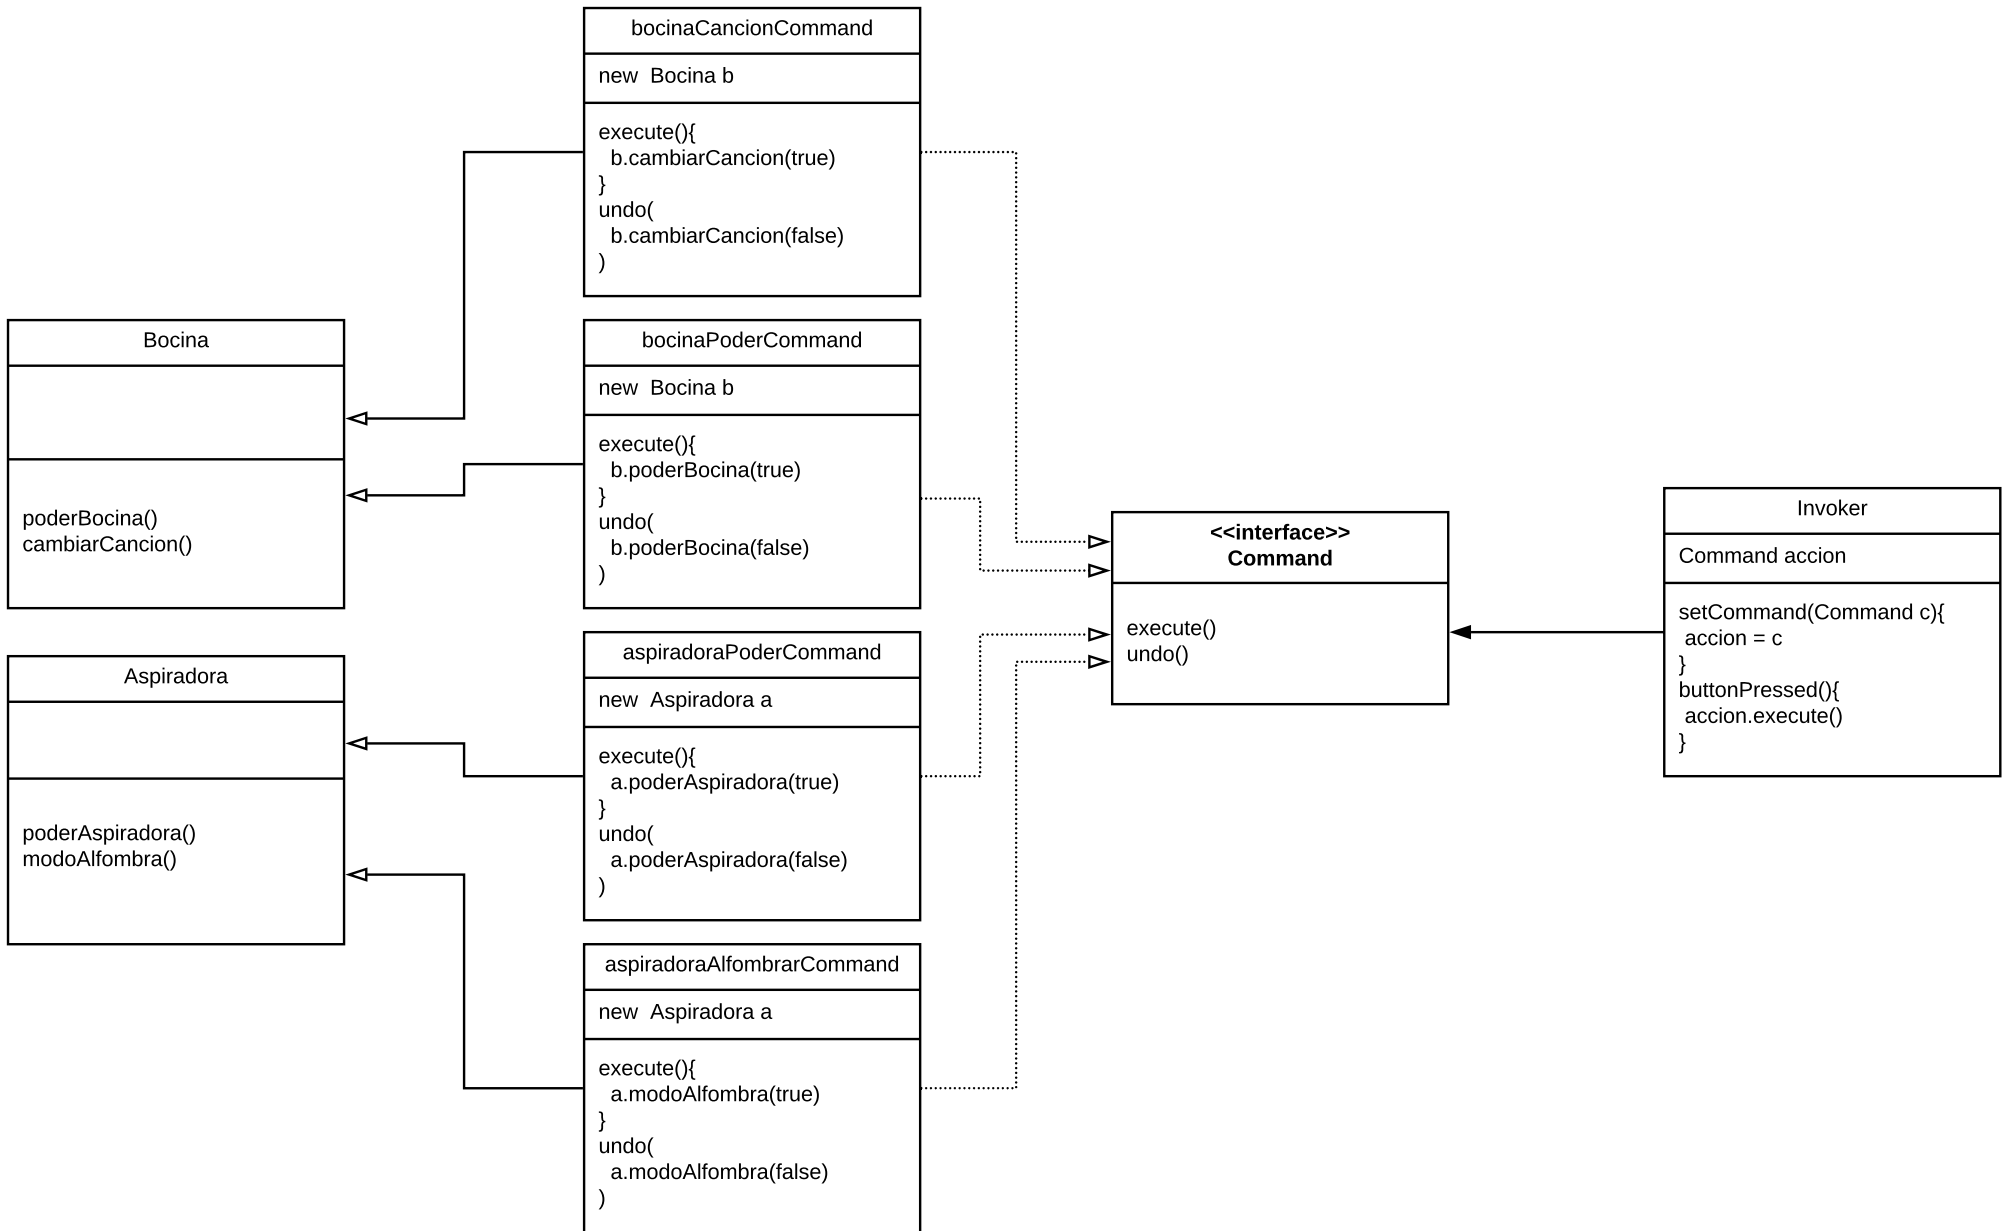 bocinaCancionCommand
new  Bocina b
execute(){
  b.cambiarCancion(true)
}
undo(
  b.cambiarCancion(false)
)
Bocina
poderBocina()
cambiarCancion()
bocinaPoderCommand
new  Bocina b
execute(){
  b.poderBocina(true)
}
undo(
  b.poderBocina(false)
)
Aspiradora
poderAspiradora()
modoAlfombra()
aspiradoraPoderCommand
new  Aspiradora a
execute(){
  a.poderAspiradora(true)
}
undo(
  a.poderAspiradora(false)
)
aspiradoraAlfombrarCommand
new  Aspiradora a
execute(){
  a.modoAlfombra(true)
}
undo(
  a.modoAlfombra(false)
)
<<interface>>
Command
execute()
undo()
Invoker
Command accion
setCommand(Command c){
 accion = c
}
buttonPressed(){
 accion.execute()
}